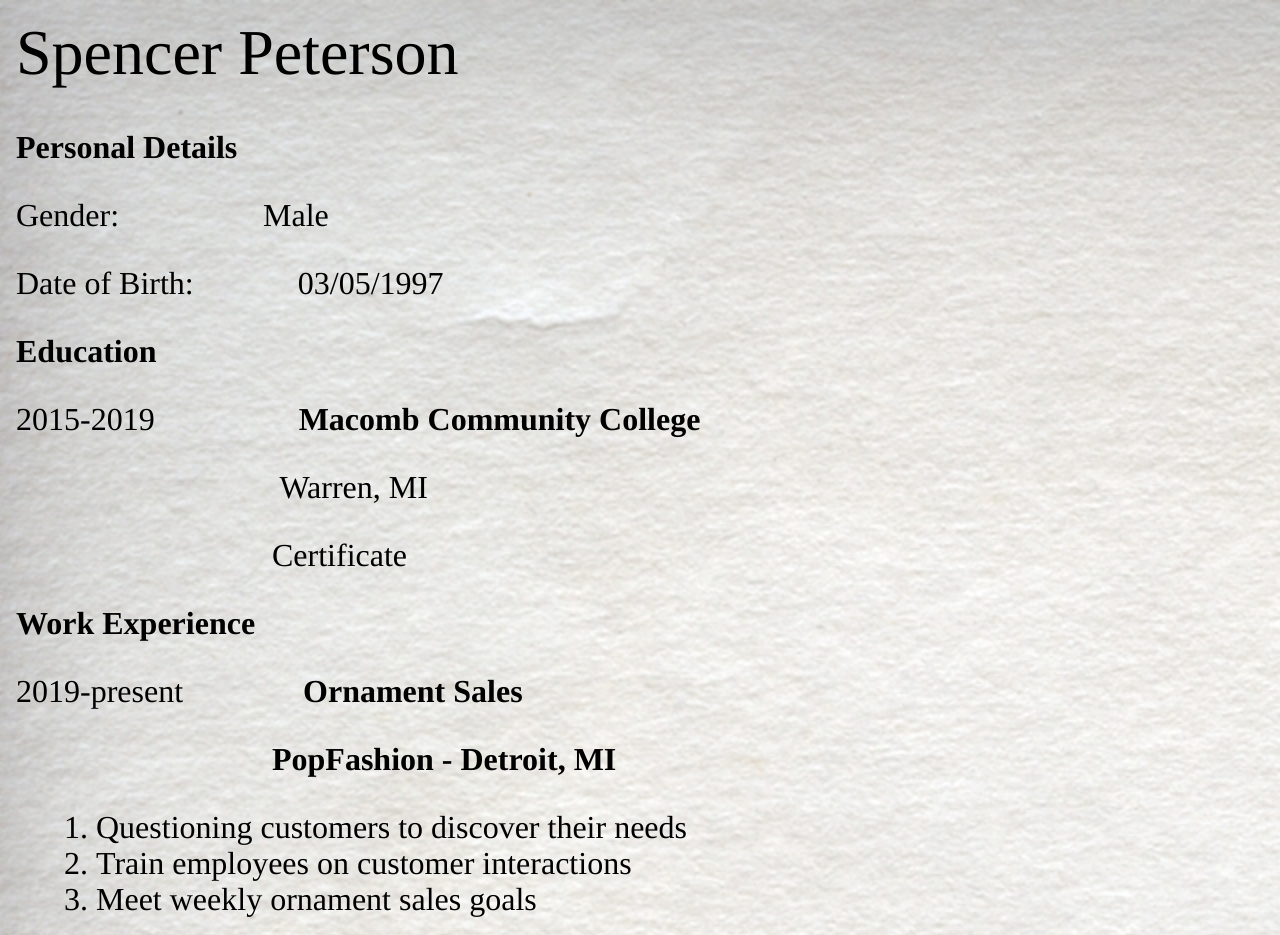 Spencer Peterson
Personal Details
Gender: Male
Date of Birth: 03/05/1997
Education
2015-2019 Macomb Community College
Warren, MI
Certificate
Work Experience
2019-present Ornament Sales
PopFashion - Detroit, MI
1. Questioning customers to discover their needs
2. Train employees on customer interactions
3. Meet weekly ornament sales goals